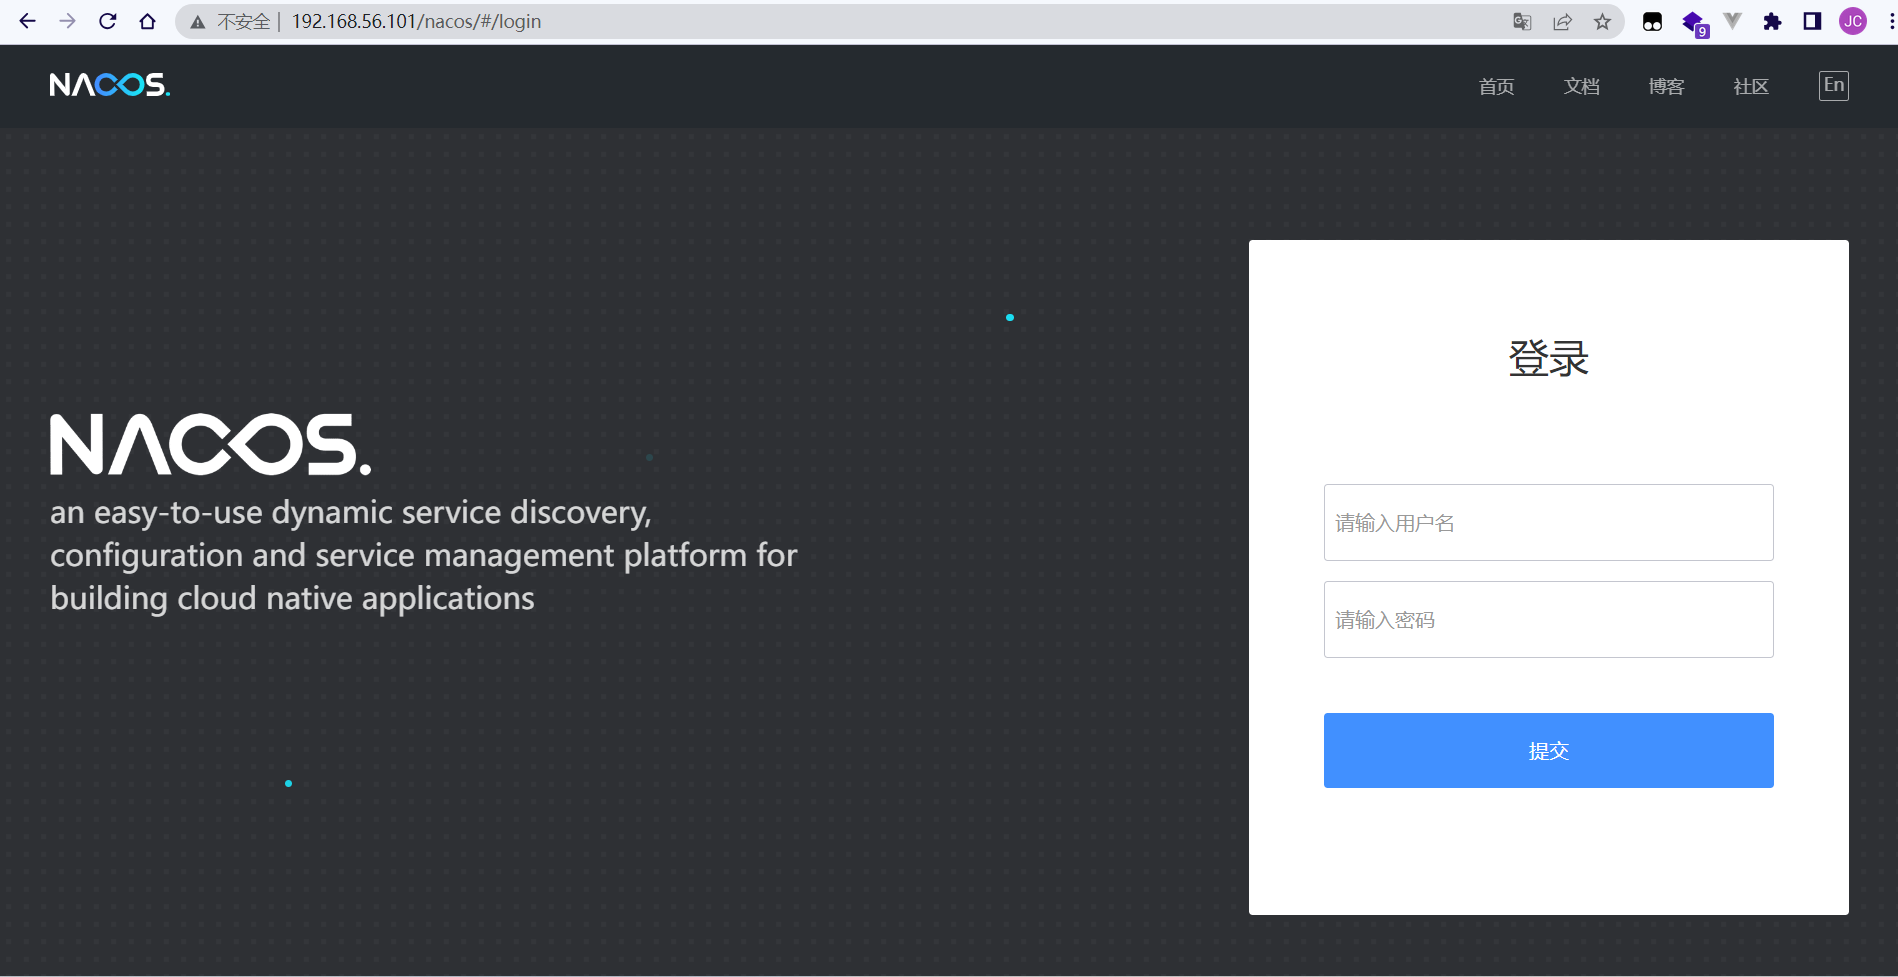 不安全 | 192.168.56.101/nacos/#/login
9
JC
NACOS.
首页 文档 博客 社区 En
NACOS.
an easy-to-use dynamic service discovery,
configuration and service management platform for
building cloud native applications
登录
请输入用户名
请输入密码
提交